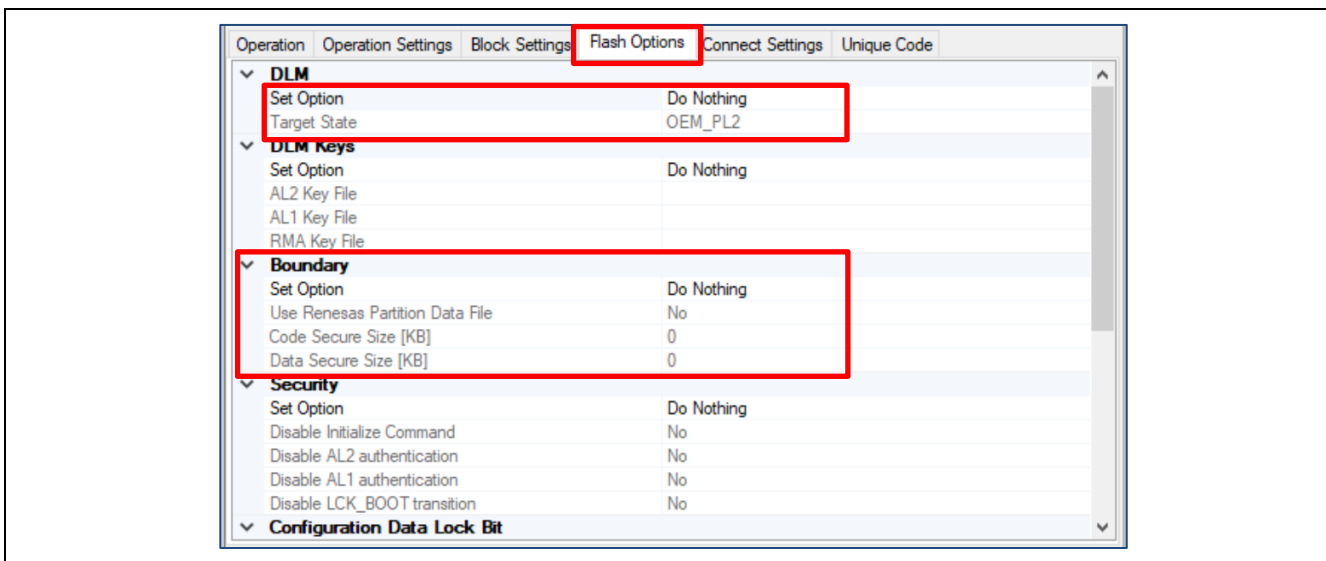 Operation Operation Settings Block Settings Flash Options Connect Settings Unique Code
DLM
Set Option Do Nothing
Target State OEM_PL2
DLM Keys
Set Option Do Nothing
AL2 Key File
AL1 Key File
RMA Key File
Boundary
Set Option Do Nothing
Use Renesas Partition Data File No
Code Secure Size [KB] 0
Data Secure Size [KB] 0
Security
Set Option Do Nothing
Disable Initialize Command No
Disable AL2 authentication No
Disable AL1 authentication No
Disable LCK_BOOT transition No
Configuration Data Lock Bit